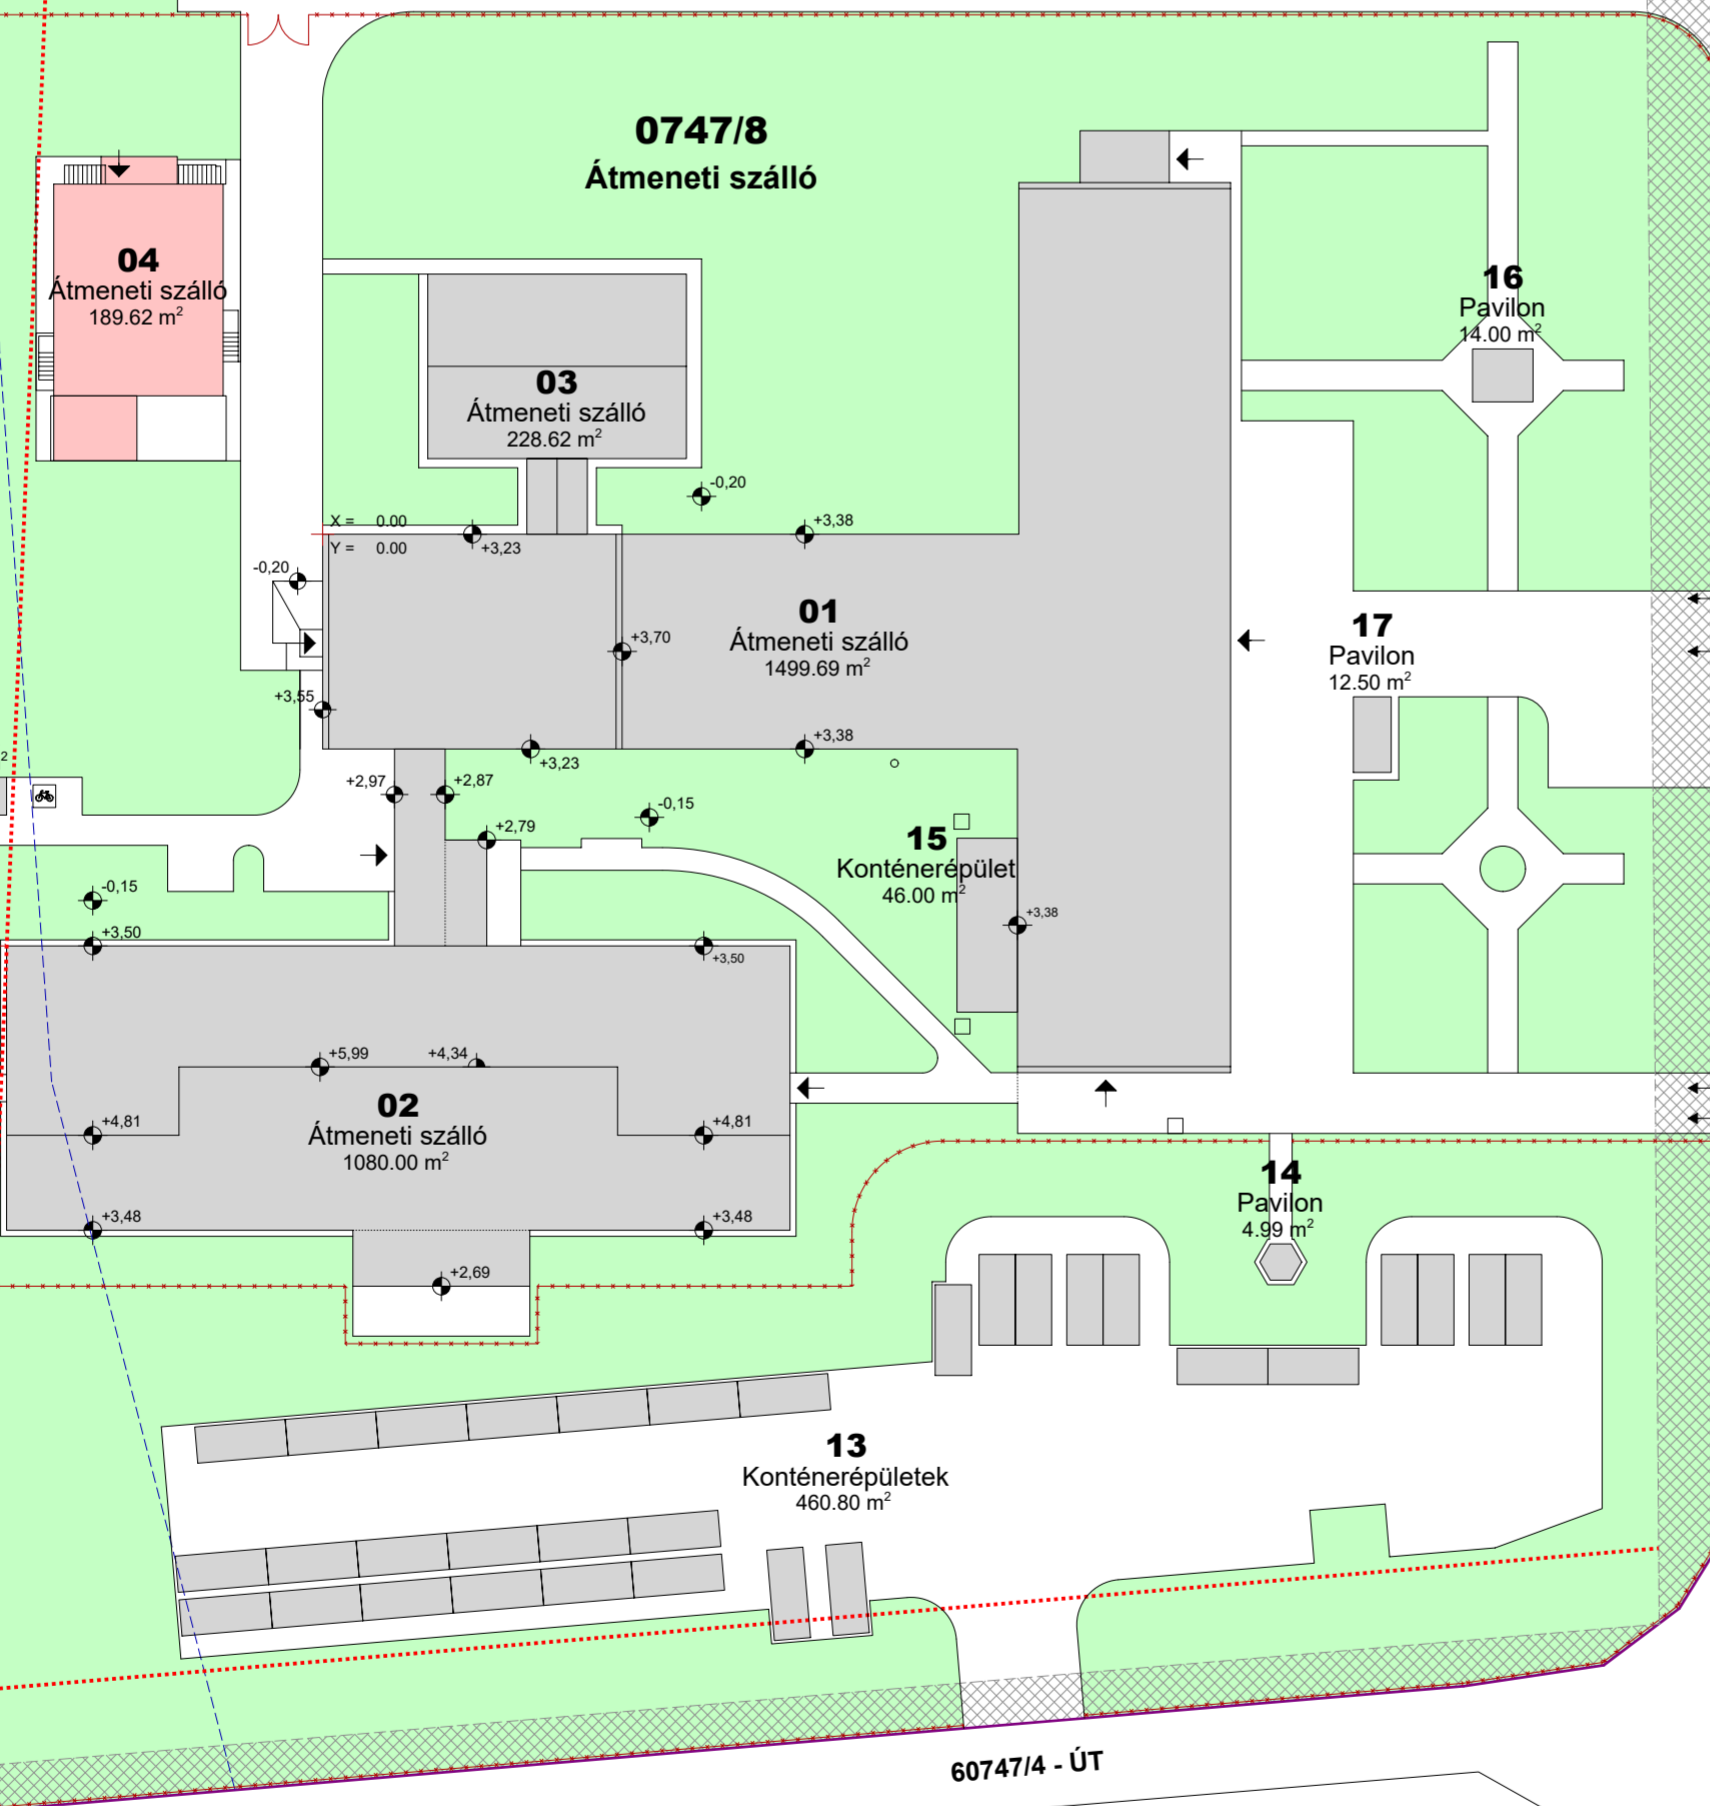 0747/8
Átmeneti szálló
04
Átmeneti szálló
189.62 m²
16
Pavilon
14.00 m²
03
Átmeneti szálló
228.62 m²
-0,20
X = 0.00
+3,38
+3,23
Y = 0.00
-0,20
01
Átmeneti szálló
1499.69 m²
+3,70
17
Pavilon
12.50 m²
+3,55
+3,38
+3,23
2
+2,97
+2,87
-0,15
+2,79
15
Konténerépület
46.00 m²
-0,15
+3,38
+3,50
+3,50
+5,99
+4,34
02
Átmeneti szálló
1080.00 m²
+4,81
+4,81
14
Pavilon
4.99 m²
+3,48
+3,48
+2,69
13
Konténerépületek
460.80 m²
60747/4 - ÚT